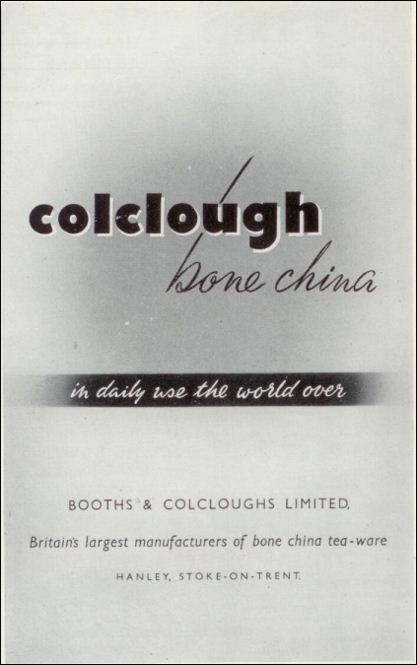 colclough
bone china
in daily use the world over
BOOTHS & COLCLOUGHS LIMITED,
Britain's largest manufacturers of bone china tea-ware
HANLEY, STOKE-ON-TRENT.